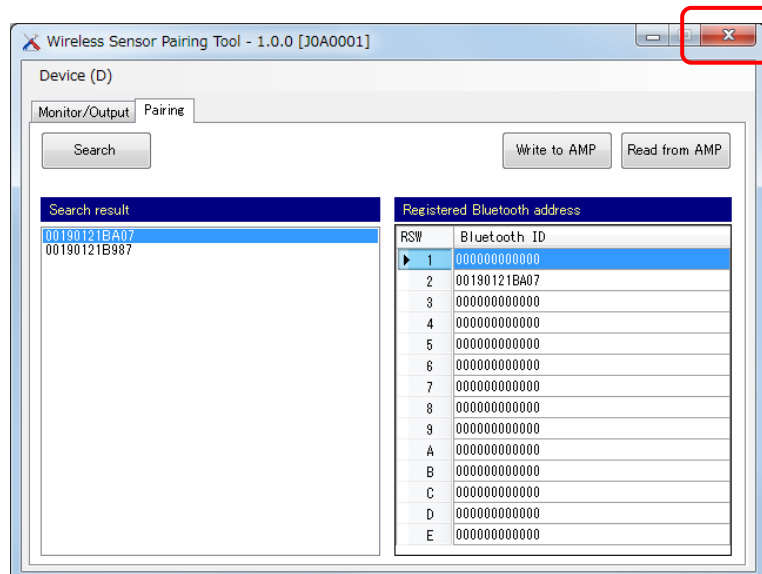 Wireless Sensor Pairing Tool - 1.0.0 [J0A0001]
Device (D)
Monitor/Output Pairing
Search Write to AMP Read from AMP
Search result
00190121BA07
00190121B987
Registered Bluetooth address
RSW Bluetooth ID
1 000000000000
2 00190121BA07
3 000000000000
4 000000000000
5 000000000000
6 000000000000
7 000000000000
8 000000000000
9 000000000000
A 000000000000
B 000000000000
C 000000000000
D 000000000000
E 000000000000